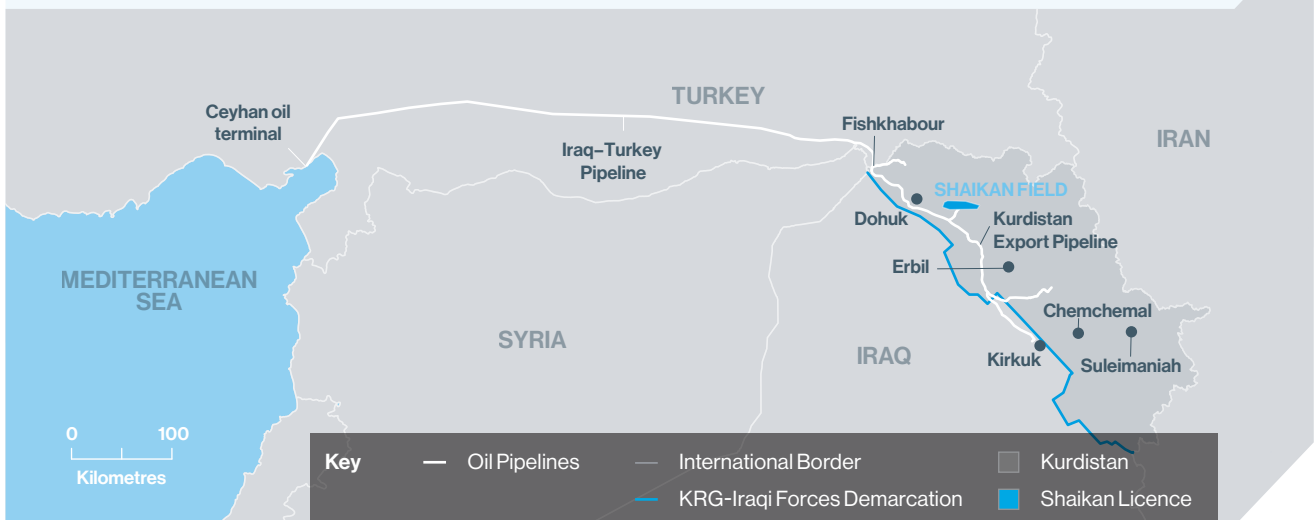 TURKEY
Ceyhan oil
terminal
Fishkhabour
IRAN
Iraq–Turkey
Pipeline
SHAIKAN FIELD
Dohuk
Kurdistan
Export Pipeline
Erbil
MEDITERRANEAN
SEA
Chemchemal
SYRIA
IRAQ
Kirkuk
Suleimaniah
0 100
Kilometres
Key
Oil Pipelines
International Border
Kurdistan
KRG-Iraqi Forces Demarcation
Shaikan Licence